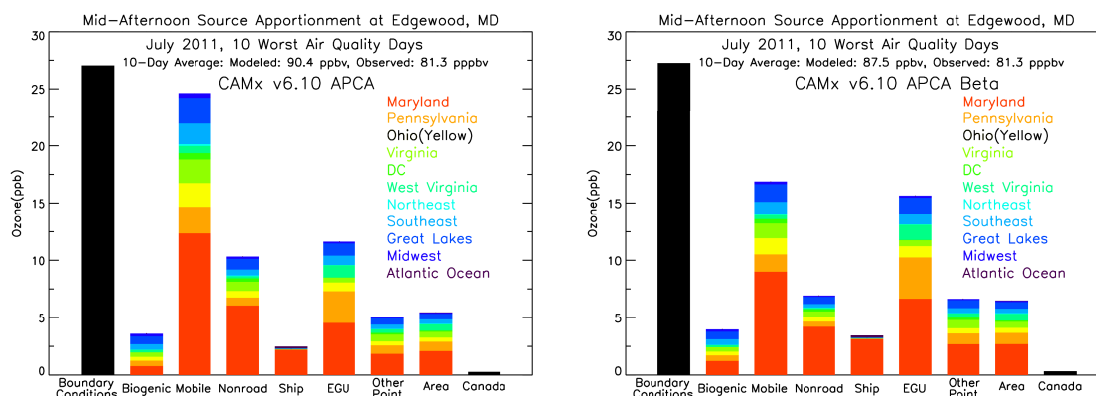 Mid-Afternoon Source Apportionment at Edgewood, MD
July 2011, 10 Worst Air Quality Days
10-Day Average: Modeled: 90.4 ppbv, Observed: 81.3 pppbv
CAMx v6.10 APCA
Maryland
Pennsylvania
Ohio(Yellow)
Virginia
DC
West Virginia
Northeast
Southeast
Great Lakes
Midwest
Atlantic Ocean
Ozone(ppb)
30
25
20
15
10
5
0
Boundary Conditions
Biogenic
Mobile
Nonroad
Ship
EGU
Other Point
Area
Canada
Mid-Afternoon Source Apportionment at Edgewood, MD
July 2011, 10 Worst Air Quality Days
10-Day Average: Modeled: 87.5 ppbv, Observed: 81.3 pppbv
CAMx v6.10 APCA Beta
Maryland
Pennsylvania
Ohio(Yellow)
Virginia
DC
West Virginia
Northeast
Southeast
Great Lakes
Midwest
Atlantic Ocean
Ozone(ppb)
30
25
20
15
10
5
0
Boundary Conditions
Biogenic
Mobile
Nonroad
Ship
EGU
Other Point
Area
Canada